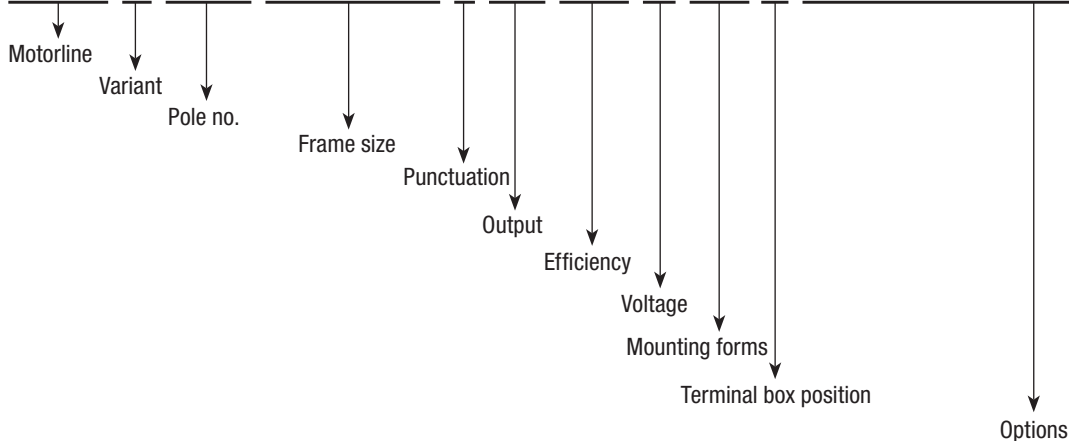 Motorline
Variant
Pole no.
Frame size
Punctuation
Output
Efficiency
Voltage
Mounting forms
Terminal box position
Options